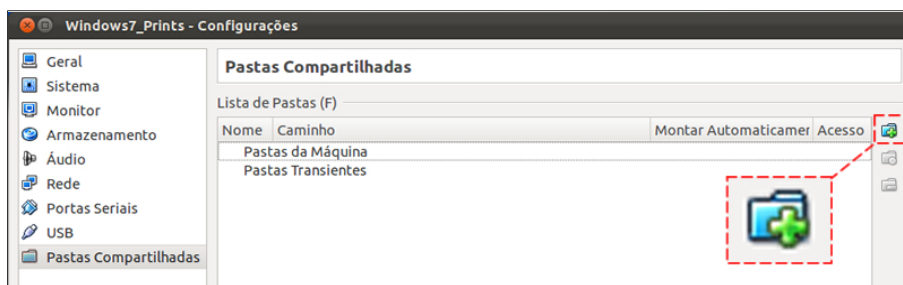 Windows7_Prints - Configurações
Geral
Sistema
Monitor
Armazenamento
Áudio
Rede
Portas Seriais
USB
Pastas Compartilhadas
Pastas Compartilhadas
Lista de Pastas (F)
Nome Caminho Montar Automaticamer Acesso
Pastas da Máquina
Pastas Transientes